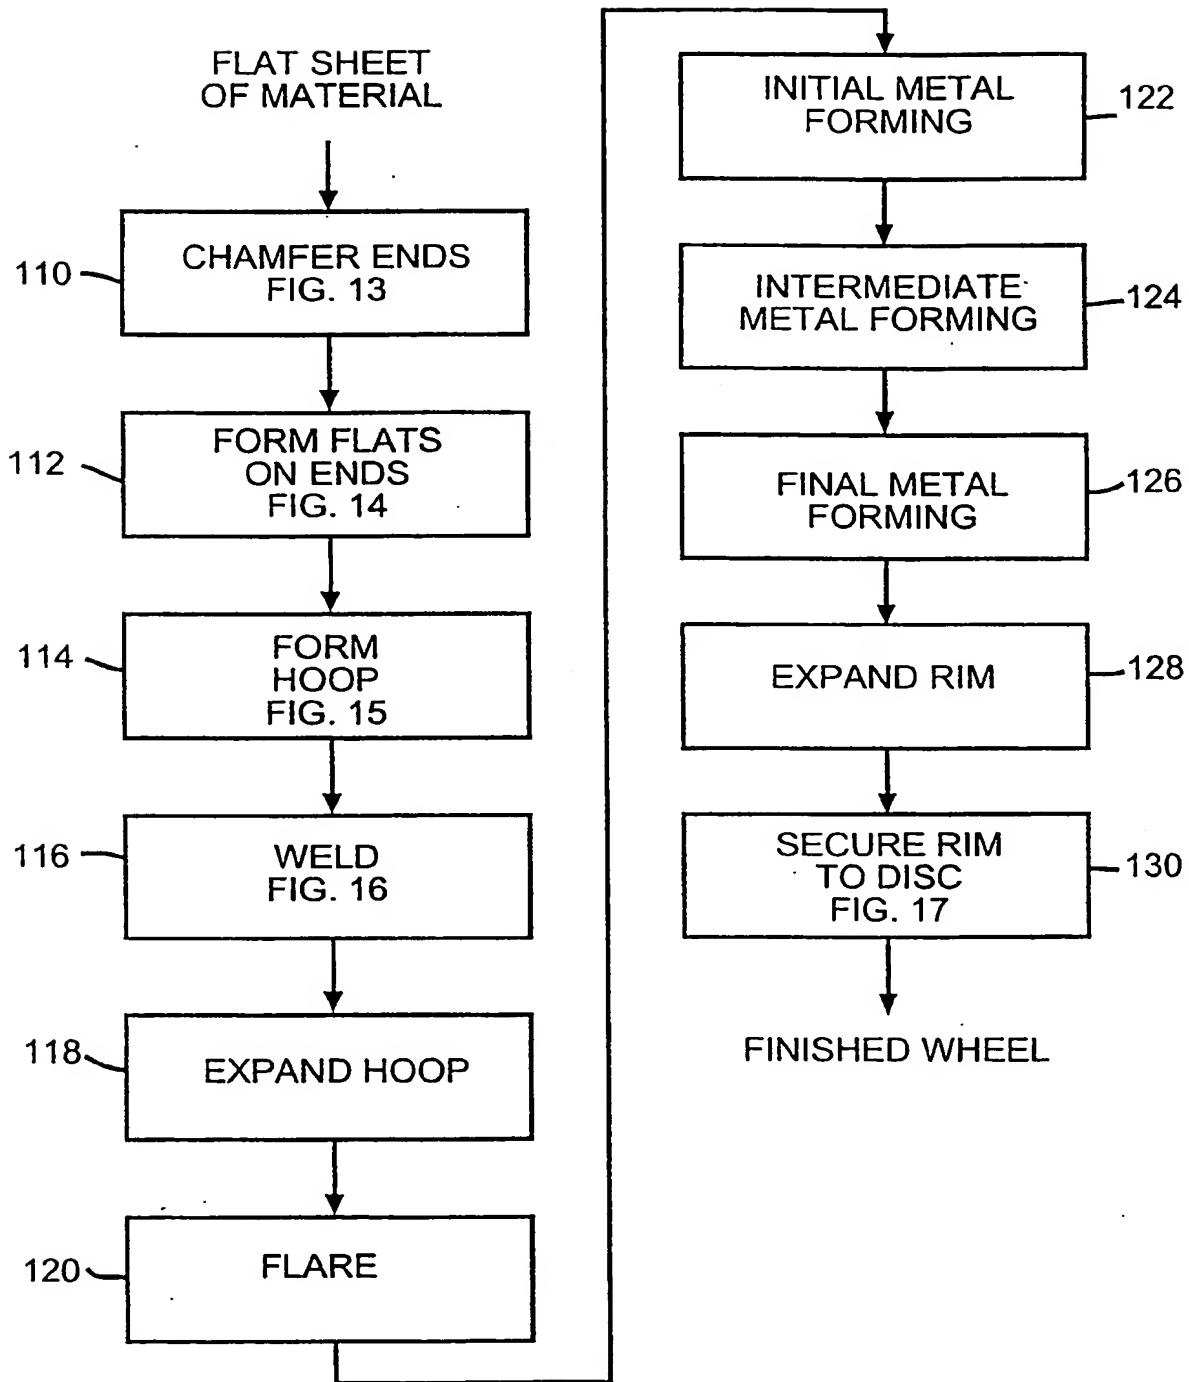 FLAT SHEET
OF MATERIAL
110
CHAMFER ENDS
FIG. 13
112
FORM FLATS
ON ENDS
FIG. 14
114
FORM
HOOP
FIG. 15
116
WELD
FIG. 16
118
EXPAND HOOP
120
FLARE
INITIAL METAL
FORMING
122
INTERMEDIATE
METAL FORMING
124
FINAL METAL
FORMING
126
EXPAND RIM
128
SECURE RIM
TO DISC
FIG. 17
130
FINISHED WHEEL